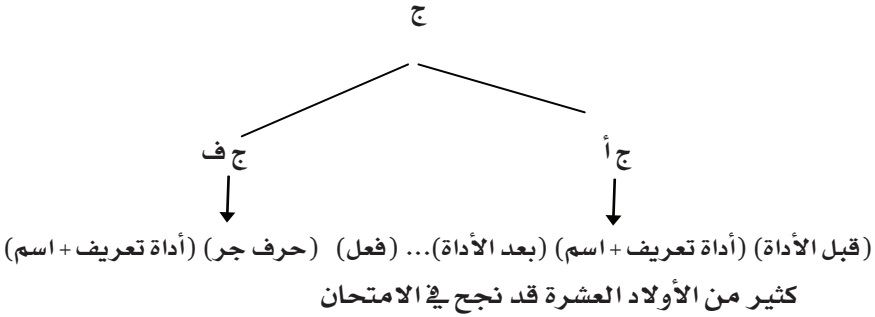 ج
ج أ ج ف
(قبل الأداة) (أداة تعريف + اسم) (بعد الأداة)... (فعل) (حرف جر) (أداة تعريف + اسم)
كثير من الأولاد العشرة قد نجح في الامتحان